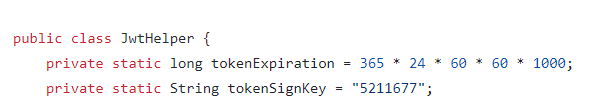 public class JwtHelper {
private static long tokenExpiration = 365 * 24 * 60 * 60 * 1000;
private static String tokenSignKey = "5211677";